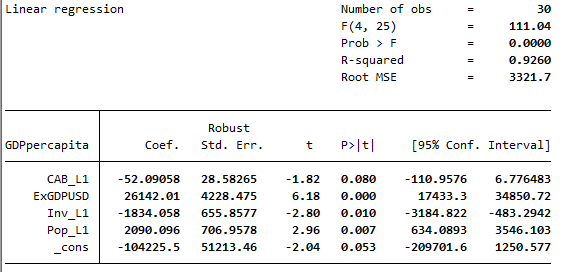 Linear regression Number of obs = 30
F(4, 25) = 111.04
Prob > F = 0.0000
R-squared = 0.9260
Root MSE = 3321.7
Robust
GDPpercapita Coef. Std. Err. t P>|t| [95% Conf. Interval]
CAB_L1 -52.09058 28.58265 -1.82 0.080 -110.9576 6.776483
ExGDPUSD 26142.01 4228.475 6.18 0.000 17433.3 34850.72
Inv_L1 -1834.058 655.8577 -2.80 0.010 -3184.822 -483.2942
Pop_L1 2090.096 706.9578 2.96 0.007 634.0893 3546.103
_cons -104225.5 51213.46 -2.04 0.053 -209701.6 1250.577